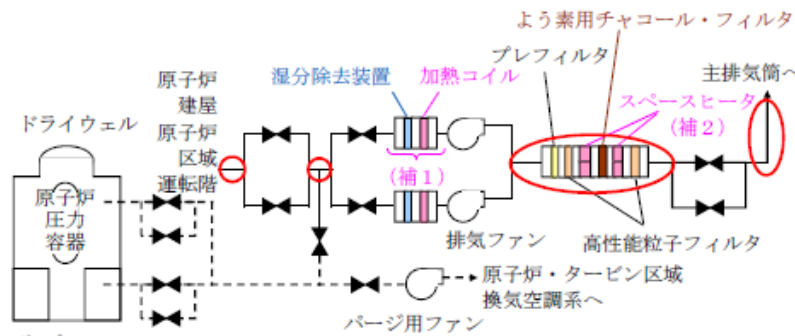 よう素用チャコール・フィルタ
プレフィルタ
主排気筒へ
湿分除去装置
加熱コイル
スペースヒータ
(補2)
原子炉
建屋
原子炉
区域
運転階
ドライウェル
(補1)
原子炉
圧力
容器
排気ファン
高性能粒子フィルタ
原子炉・タービン区域
換気空調系へ
パージ用ファン